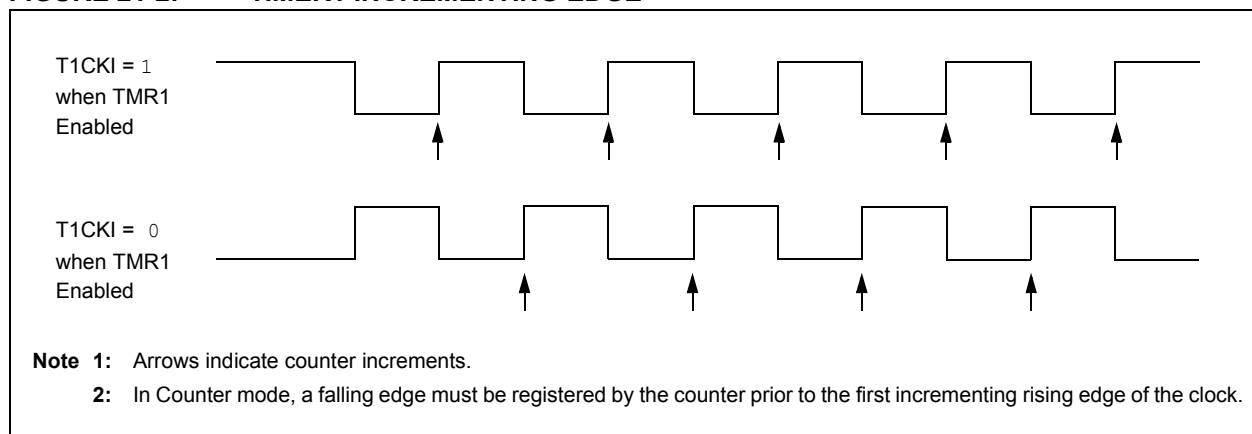 T1CKI = 1
when TMR1
Enabled
T1CKI = 0
when TMR1
Enabled
Note 1: Arrows indicate counter increments.
2: In Counter mode, a falling edge must be registered by the counter prior to the first incrementing rising edge of the clock.